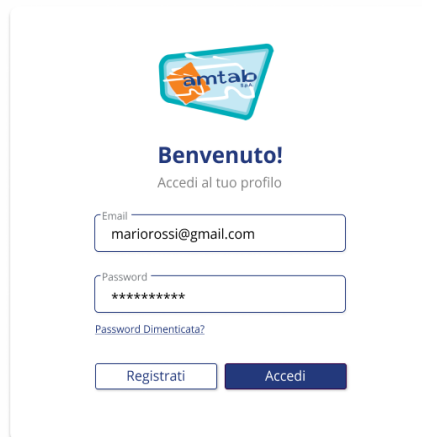 amtab
S.p.A.
Benvenuto!
Accedi al tuo profilo
Email
mariorossi@gmail.com
Password
**********
Password Dimenticata?
Registrati Accedi